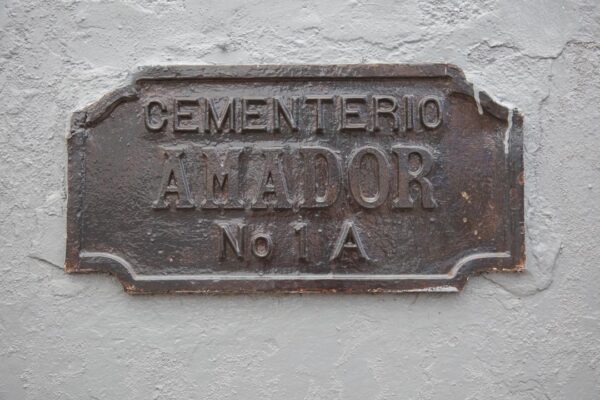 CEMENTERIO
AMADOR
No 1 A